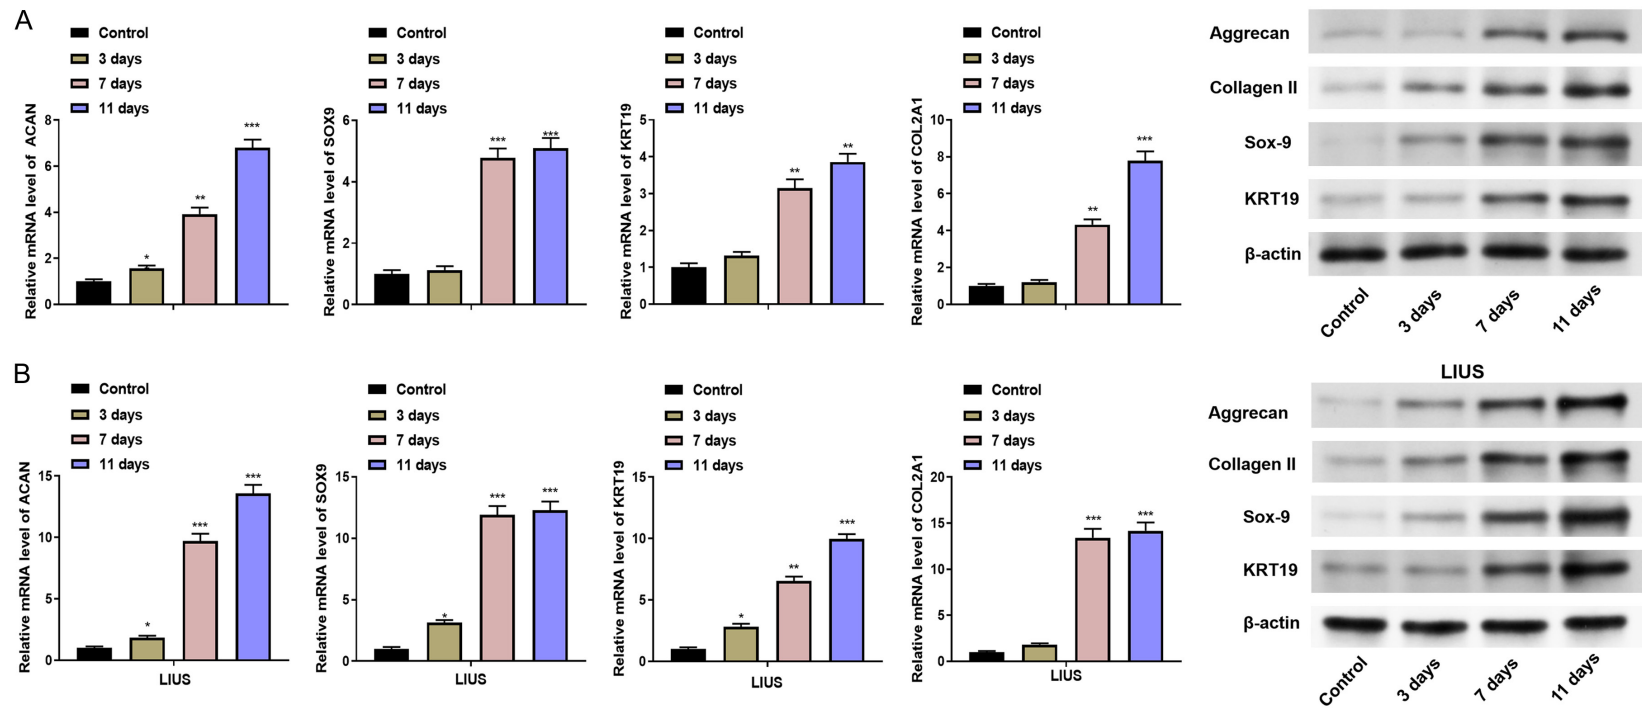 A
Control
3 days
7 days
11 days
Relative mRNA level of ACAN
8
6
4
2
0
*
**
***
Control
3 days
7 days
11 days
Relative mRNA level of SOX9
6
4
2
0
***
***
Control
3 days
7 days
11 days
Relative mRNA level of KRT19
5
4
3
2
1
0
**
**
Control
3 days
7 days
11 days
Relative mRNA level of COL2A1
10
8
6
4
2
0
**
***
Aggrecan
Collagen II
Sox-9
KRT19
β-actin
Control
3 days
7 days
11 days
B
Control
3 days
7 days
11 days
Relative mRNA level of ACAN
15
10
5
0
*
***
***
LIUS
Control
3 days
7 days
11 days
Relative mRNA level of SOX9
15
10
5
0
*
***
***
LIUS
Control
3 days
7 days
11 days
Relative mRNA level of KRT19
15
10
5
0
*
**
***
LIUS
Control
3 days
7 days
11 days
Relative mRNA level of COL2A1
20
15
10
5
0
***
***
LIUS
LIUS
Aggrecan
Collagen II
Sox-9
KRT19
β-actin
Control
3 days
7 days
11 days